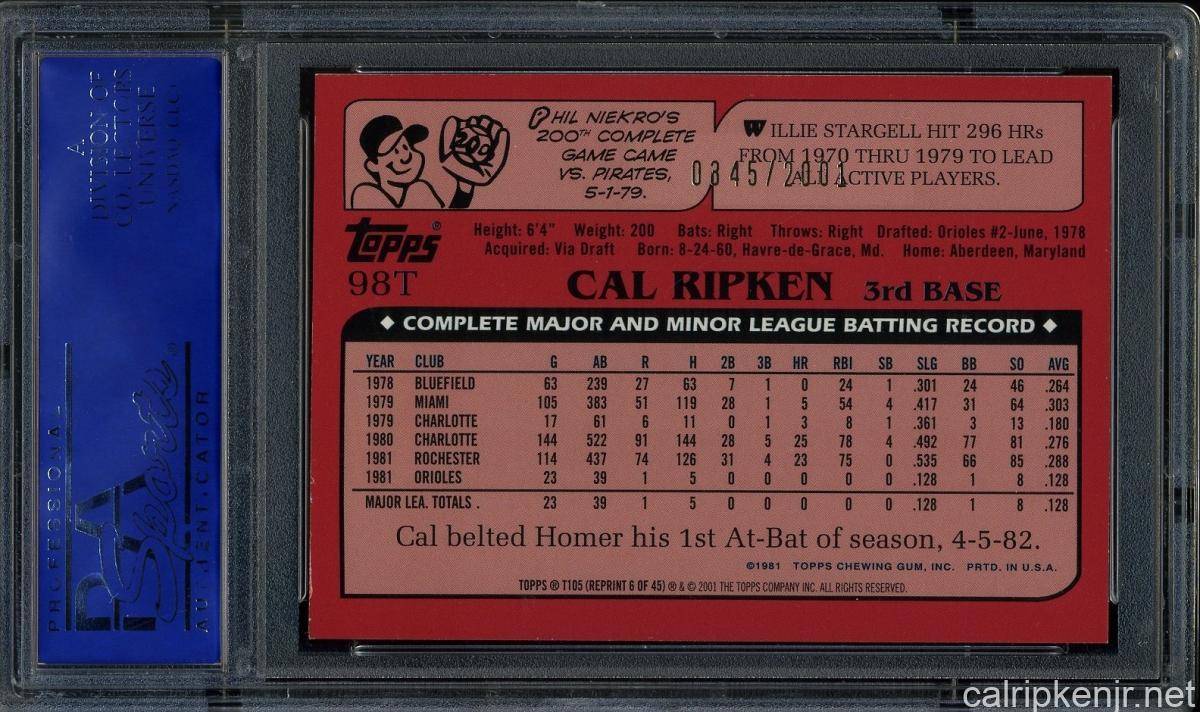 A
DIVISION OF
COLLECTORS
UNIVERSE
NASDAQ CLCT
PROFESSIONAL
PSA
Sports
AUTHENTICATOR
200
PHIL NIEKRO'S
200TH COMPLETE
GAME CAME
VS. PIRATES,
5-1-79.
WILLIE STARGELL HIT 296 HRs
FROM 1970 THRU 1979 TO LEAD
ALL ACTIVE PLAYERS.
0345/2001
Topps®
Height: 6'4" Weight: 200 Bats: Right Throws: Right Drafted: Orioles #2-June, 1978
Acquired: Via Draft Born: 8-24-60, Havre-de-Grace, Md. Home: Aberdeen, Maryland
98T CAL RIPKEN 3rd BASE
◆ COMPLETE MAJOR AND MINOR LEAGUE BATTING RECORD ◆
YEAR CLUB G AB R H 2B 3B HR RBI SB SLG BB SO AVG
1978 BLUEFIELD 63 239 27 63 7 1 0 24 1 .301 24 46 .264
1979 MIAMI 105 383 51 119 28 1 5 54 4 .417 31 64 .303
1979 CHARLOTTE 17 61 6 11 0 1 3 8 1 .361 3 13 .180
1980 CHARLOTTE 144 522 91 144 28 5 25 78 4 .492 77 81 .276
1981 ROCHESTER 114 437 74 126 31 4 23 75 0 .535 66 85 .288
1981 ORIOLES 23 39 1 5 0 0 0 0 0 .128 1 8 .128
MAJOR LEA. TOTALS . 23 39 1 5 0 0 0 0 0 .128 1 8 .128
Cal belted Homer his 1st At-Bat of season, 4-5-82.
©1981 TOPPS CHEWING GUM, INC. PRTD. IN U.S.A.
TOPPS ® T105 (REPRINT 6 OF 45) ® & © 2001 THE TOPPS COMPANY INC. ALL RIGHTS RESERVED.
calripkenjr.net